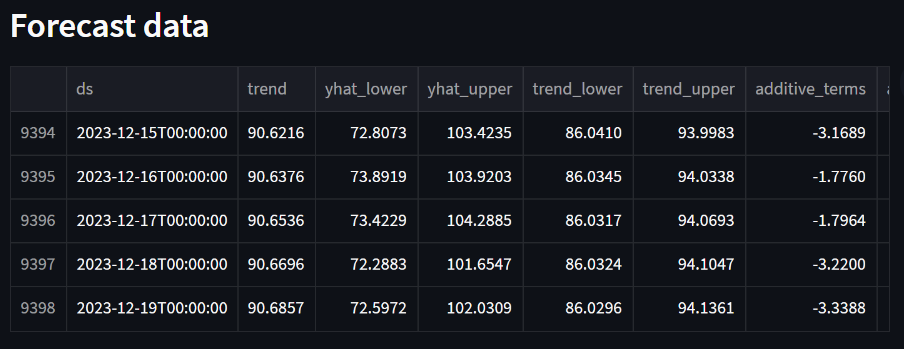 Forecast data
ds trend yhat_lower yhat_upper trend_lower trend_upper additive_terms
9394 2023-12-15T00:00:00 90.6216 72.8073 103.4235 86.0410 93.9983 -3.1689
9395 2023-12-16T00:00:00 90.6376 73.8919 103.9203 86.0345 94.0338 -1.7760
9396 2023-12-17T00:00:00 90.6536 73.4229 104.2885 86.0317 94.0693 -1.7964
9397 2023-12-18T00:00:00 90.6696 72.2883 101.6547 86.0324 94.1047 -3.2200
9398 2023-12-19T00:00:00 90.6857 72.5972 102.0309 86.0296 94.1361 -3.3388